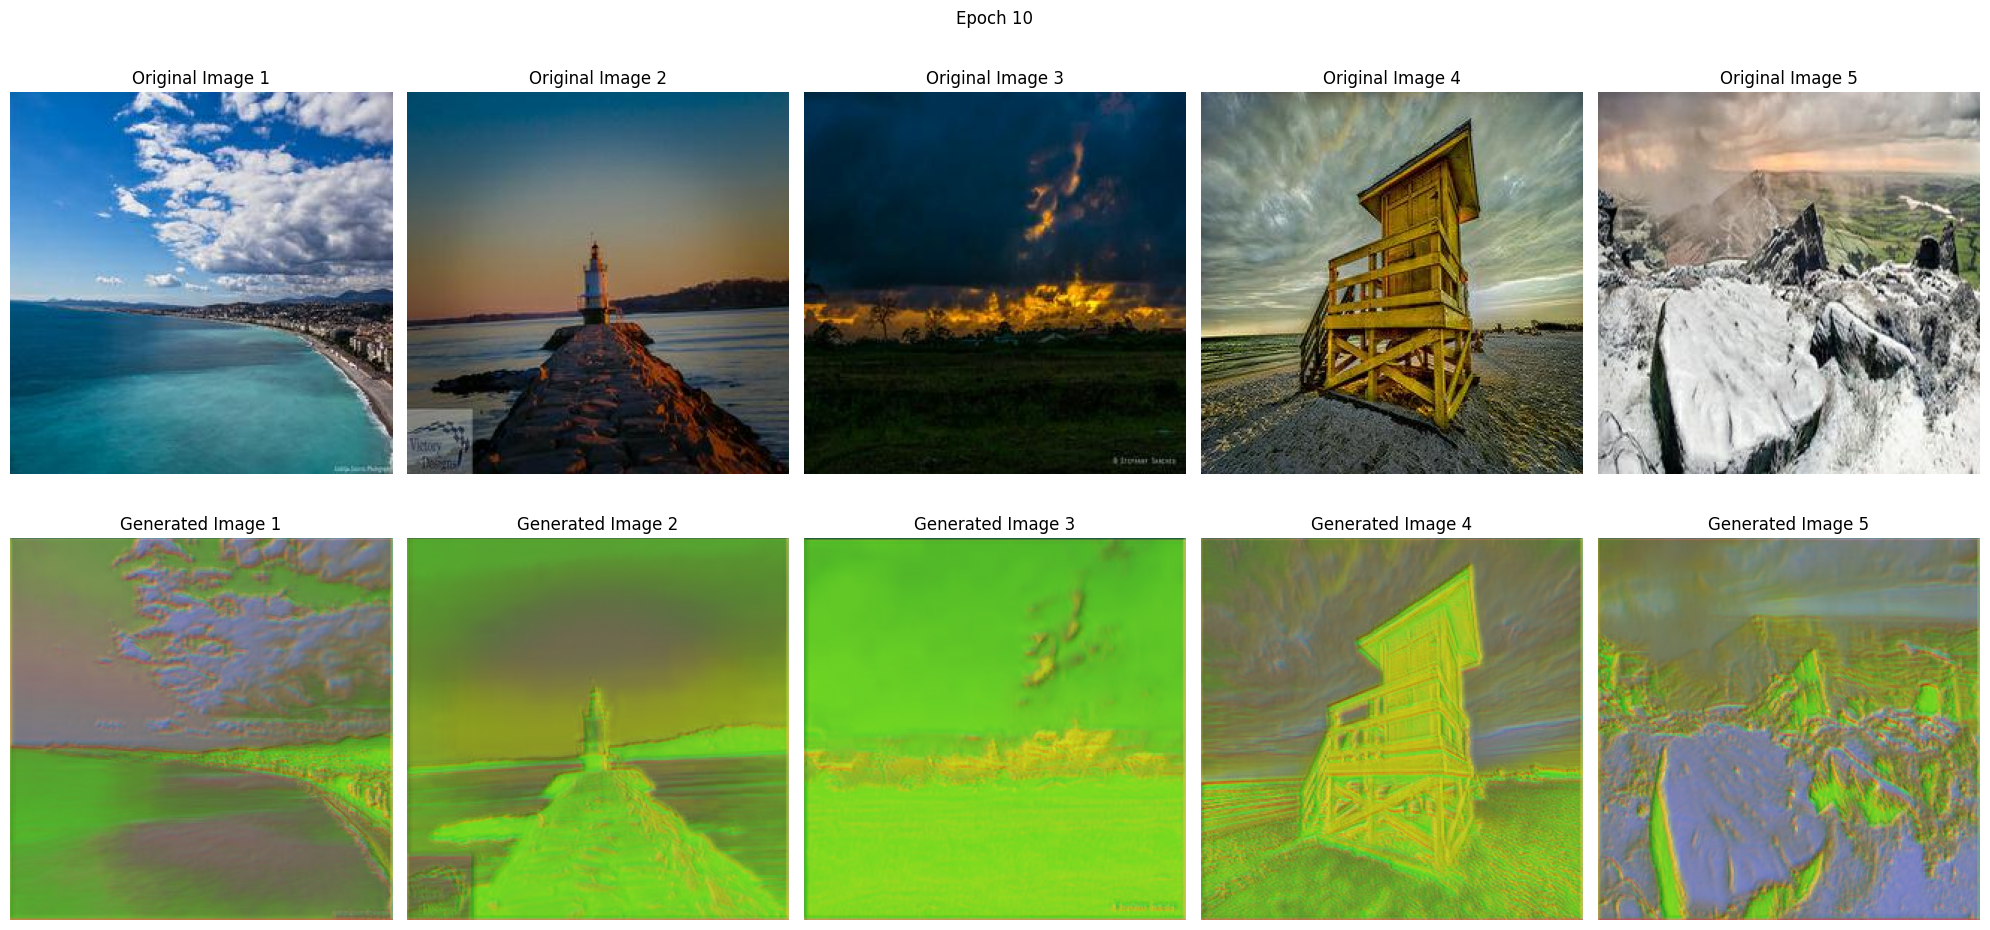 Epoch 10
Original Image 1
Original Image 2
Original Image 3
Original Image 4
Original Image 5
Victory
Designs
© STEPHANY SANCHEZ
Generated Image 1
Generated Image 2
Generated Image 3
Generated Image 4
Generated Image 5